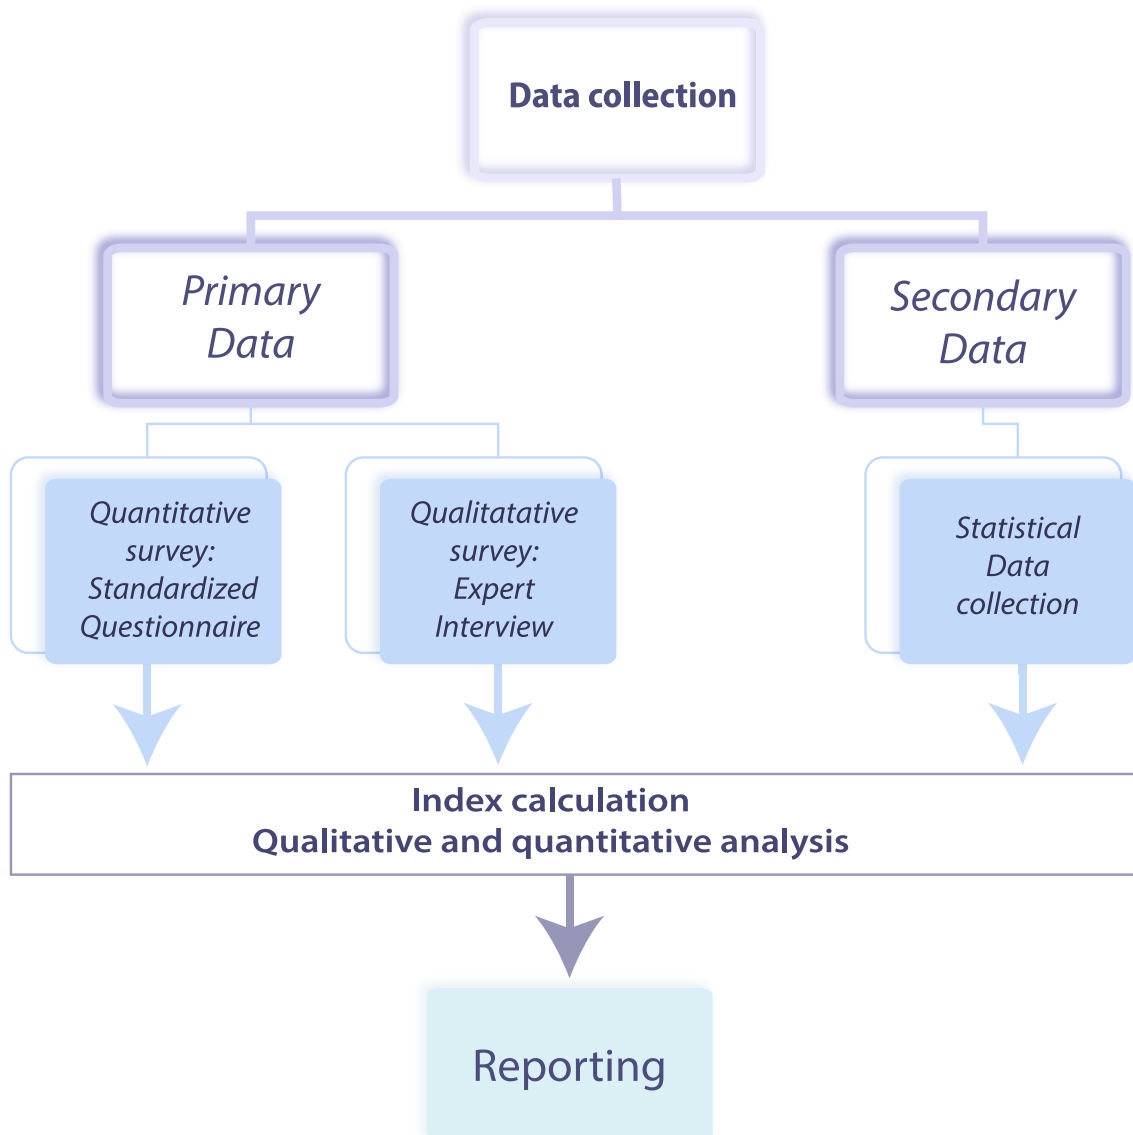 Data collection
Primary
Data
Secondary
Data
Quantitative
survey:
Standardized
Questionnaire
Qualitatative
survey:
Expert
Interview
Statistical
Data
collection
Index calculation
Qualitative and quantitative analysis
Reporting